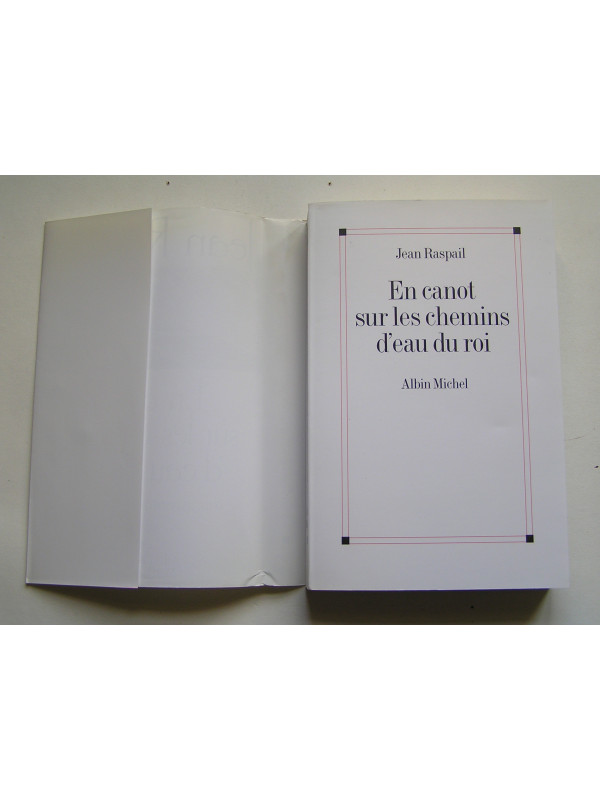 Jean Raspail
En canot
sur les chemins
d'eau du roi
Albin Michel